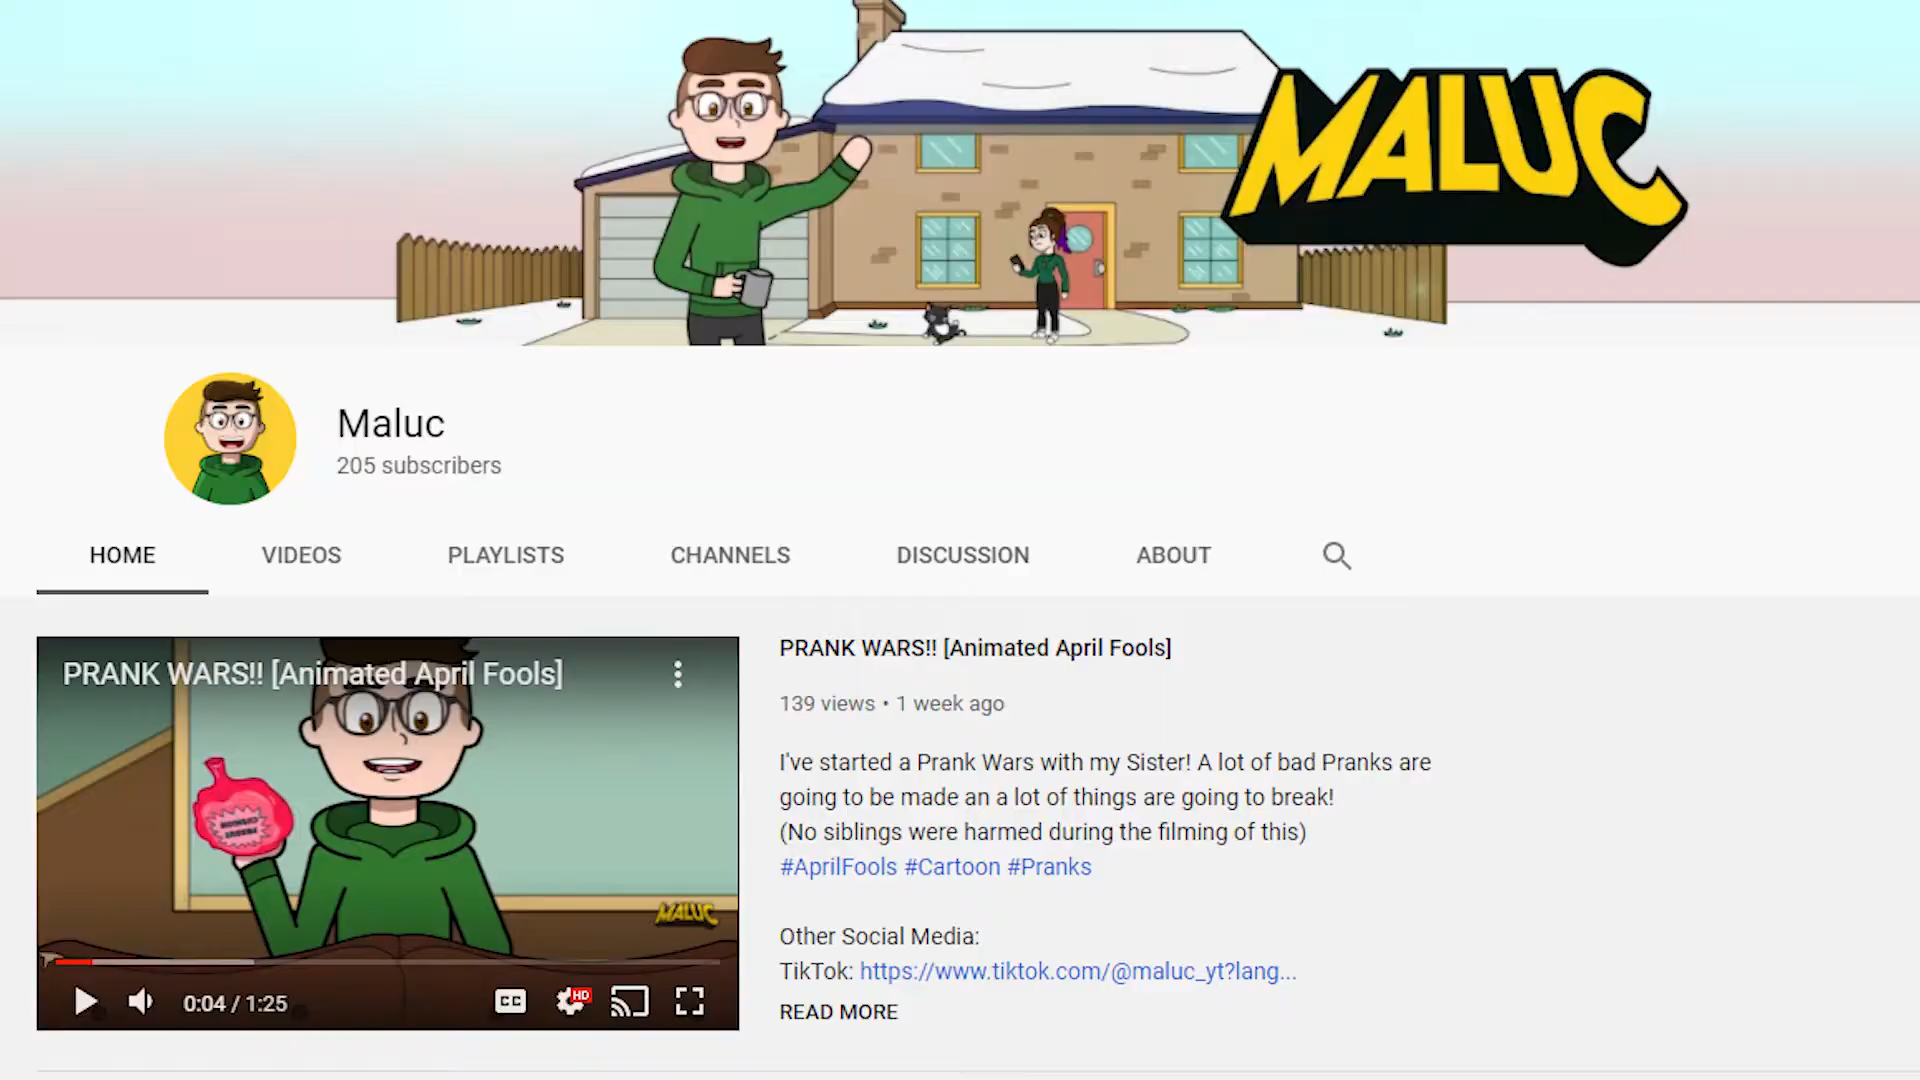 MALUC
Maluc
205 subscribers
HOME VIDEOS PLAYLISTS CHANNELS DISCUSSION ABOUT
PRANK WARS!! [Animated April Fools]
MALUC
0:04 / 1:25
CC
HD
PRANK WARS!! [Animated April Fools]
139 views • 1 week ago
I've started a Prank Wars with my Sister! A lot of bad Pranks are
going to be made an a lot of things are going to break!
(No siblings were harmed during the filming of this)
#AprilFools #Cartoon #Pranks
Other Social Media:
TikTok: https://www.tiktok.com/@maluc_yt?lang...
READ MORE